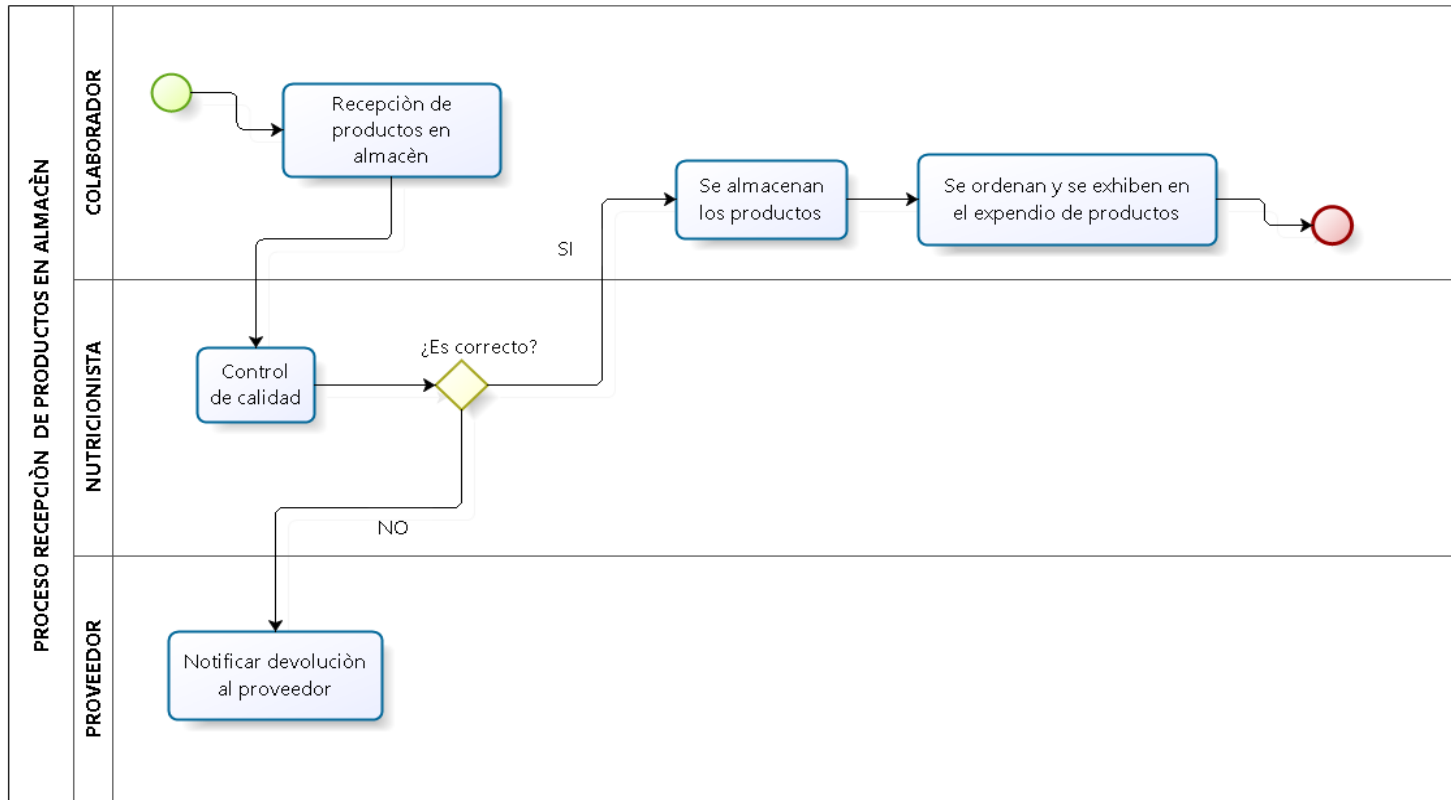 PROCESO RECEPCIÒN DE PRODUCTOS EN ALMACÈN
COLABORADOR
Recepciòn de
productos en
almacèn
Se almacenan
los productos
Se ordenan y se exhiben en
el expendio de productos
SI
NUTRICIONISTA
Control
de calidad
¿Es correcto?
NO
PROVEEDOR
Notificar devoluciòn
al proveedor